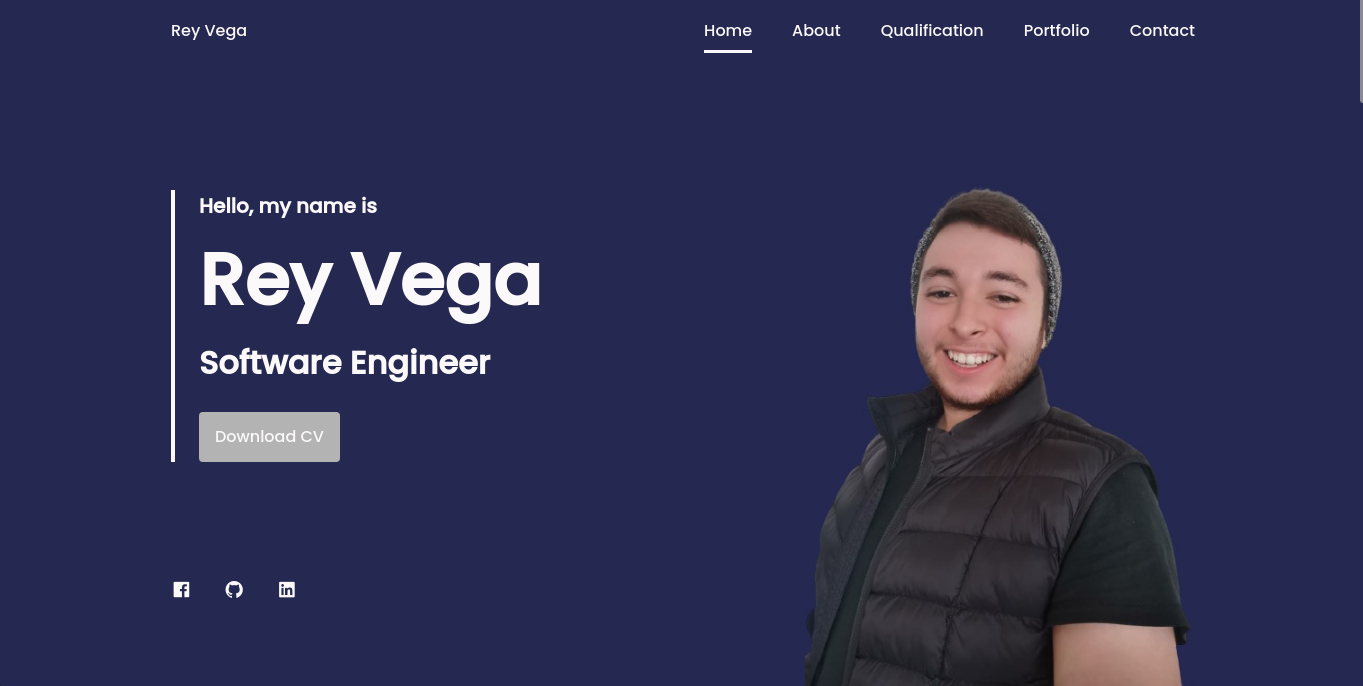 Rey Vega
Home About Qualification Portfolio Contact
Hello, my name is
Rey Vega
Software Engineer
Download CV